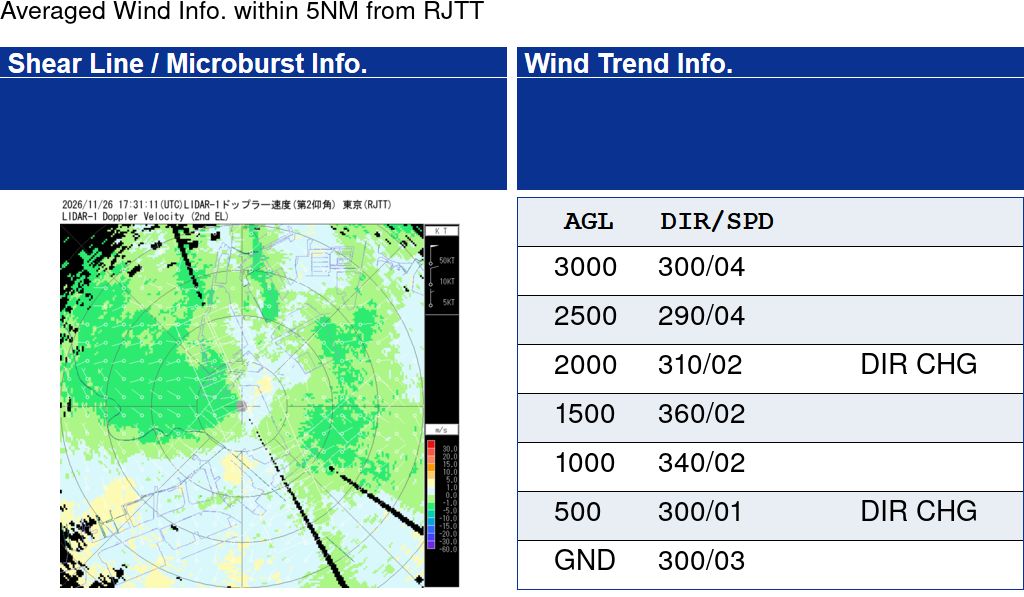 Averaged Wind Info. within 5NM from RJTT
Shear Line / Microburst Info.
Wind Trend Info.
2026/11/26 17:31:11(UTC)LIDAR-1ドップラー速度(第2仰角) 東京(RJTT)
LIDAR-1 Doppler Velocity (2nd EL)
K T
50KT
10KT
5KT
m/s
30.0
20.0
15.0
10.0
5.0
1.0
0.0
-1.0
-5.0
-10.0
-15.0
-20.0
-30.0
-60.0
AGL DIR/SPD
3000 300/04
2500 290/04
2000 310/02 DIR CHG
1500 360/02
1000 340/02
500 300/01 DIR CHG
GND 300/03